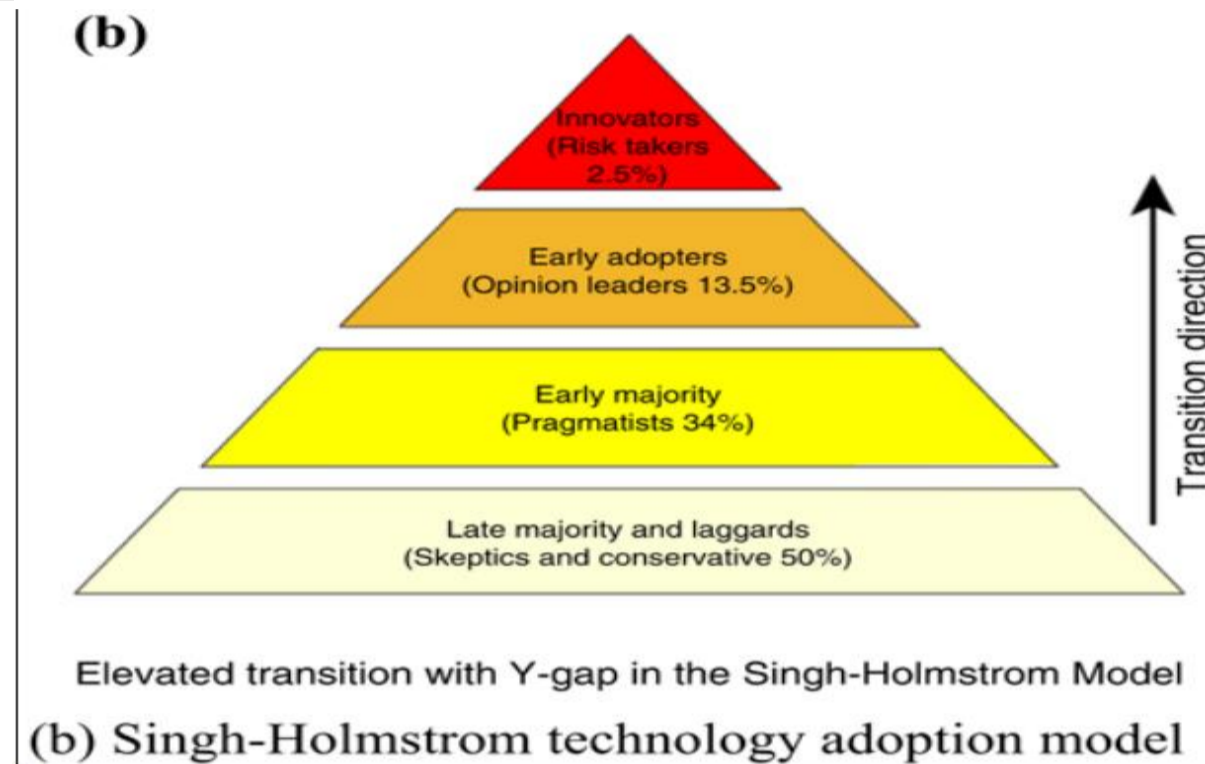 (b)
Innovators
(Risk takers
2.5%)
Early adopters
(Opinion leaders 13.5%)
Early majority
(Pragmatists 34%)
Late majority and laggards
(Skeptics and conservative 50%)
Transition direction
Elevated transition with Y-gap in the Singh-Holmstrom Model
(b) Singh-Holmstrom technology adoption model